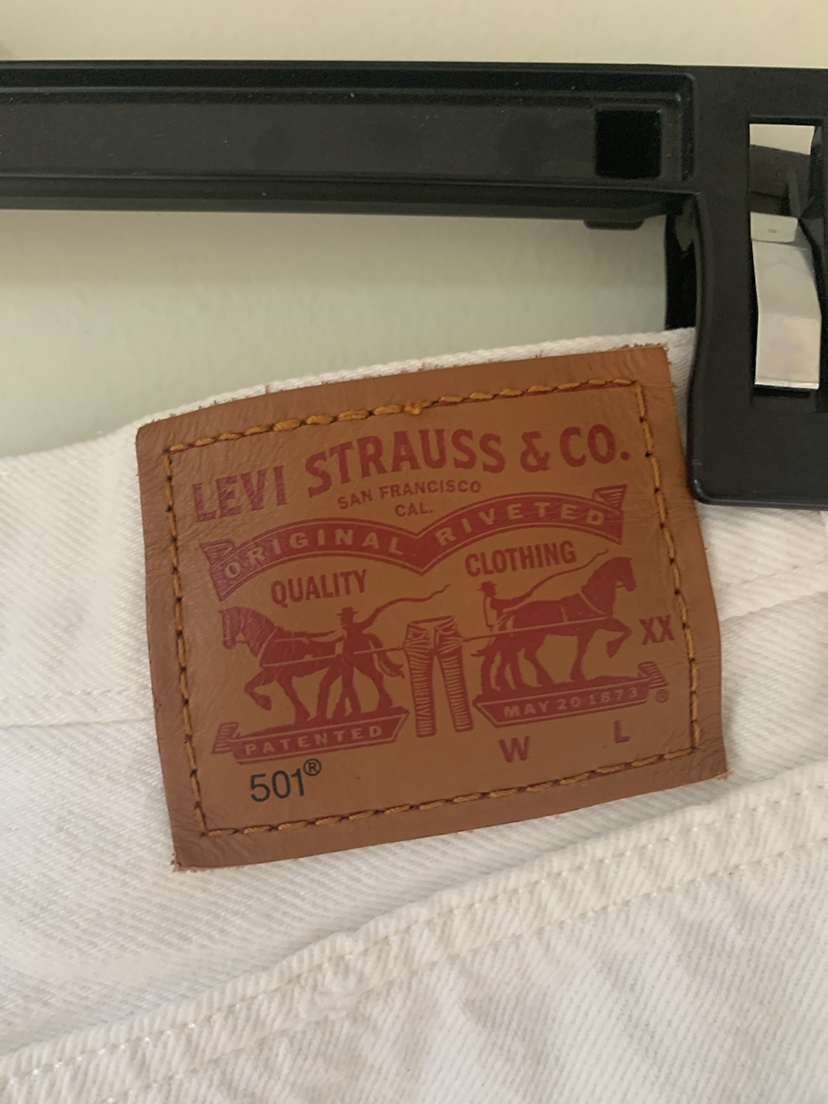 LEVI STRAUSS & CO.
SAN FRANCISCO
CAL.
ORIGINAL RIVETED
QUALITY CLOTHING
XX
PATENTED MAY 20 1873 ®
W L
501®